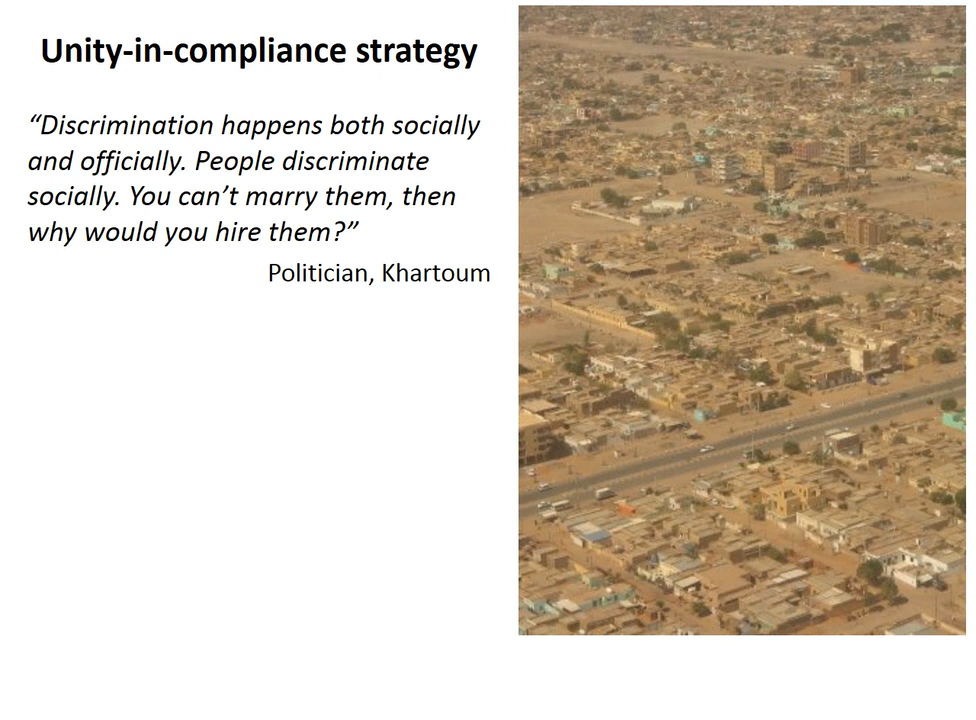 Unity-in-compliance strategy
“Discrimination happens both socially
and officially. People discriminate
socially. You can’t marry them, then
why would you hire them?”
Politician, Khartoum